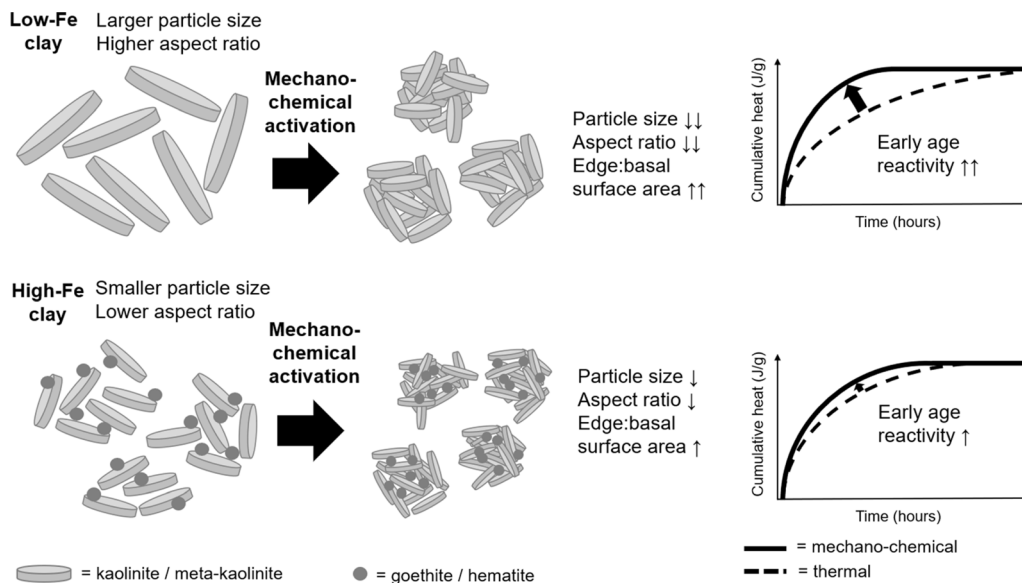 Low-Fe
clay
Larger particle size
Higher aspect ratio
Mechano-
chemical
activation
Particle size ↓↓
Aspect ratio ↓↓
Edge:basal
surface area ↑↑
Cumulative heat (J/g)
Early age
reactivity ↑↑
Time (hours)
High-Fe
clay
Smaller particle size
Lower aspect ratio
Mechano-
chemical
activation
Particle size ↓
Aspect ratio ↓
Edge:basal
surface area ↑
Cumulative heat (J/g)
Early age
reactivity ↑
Time (hours)
= kaolinite / meta-kaolinite
= goethite / hematite
= mechano-chemical
= thermal